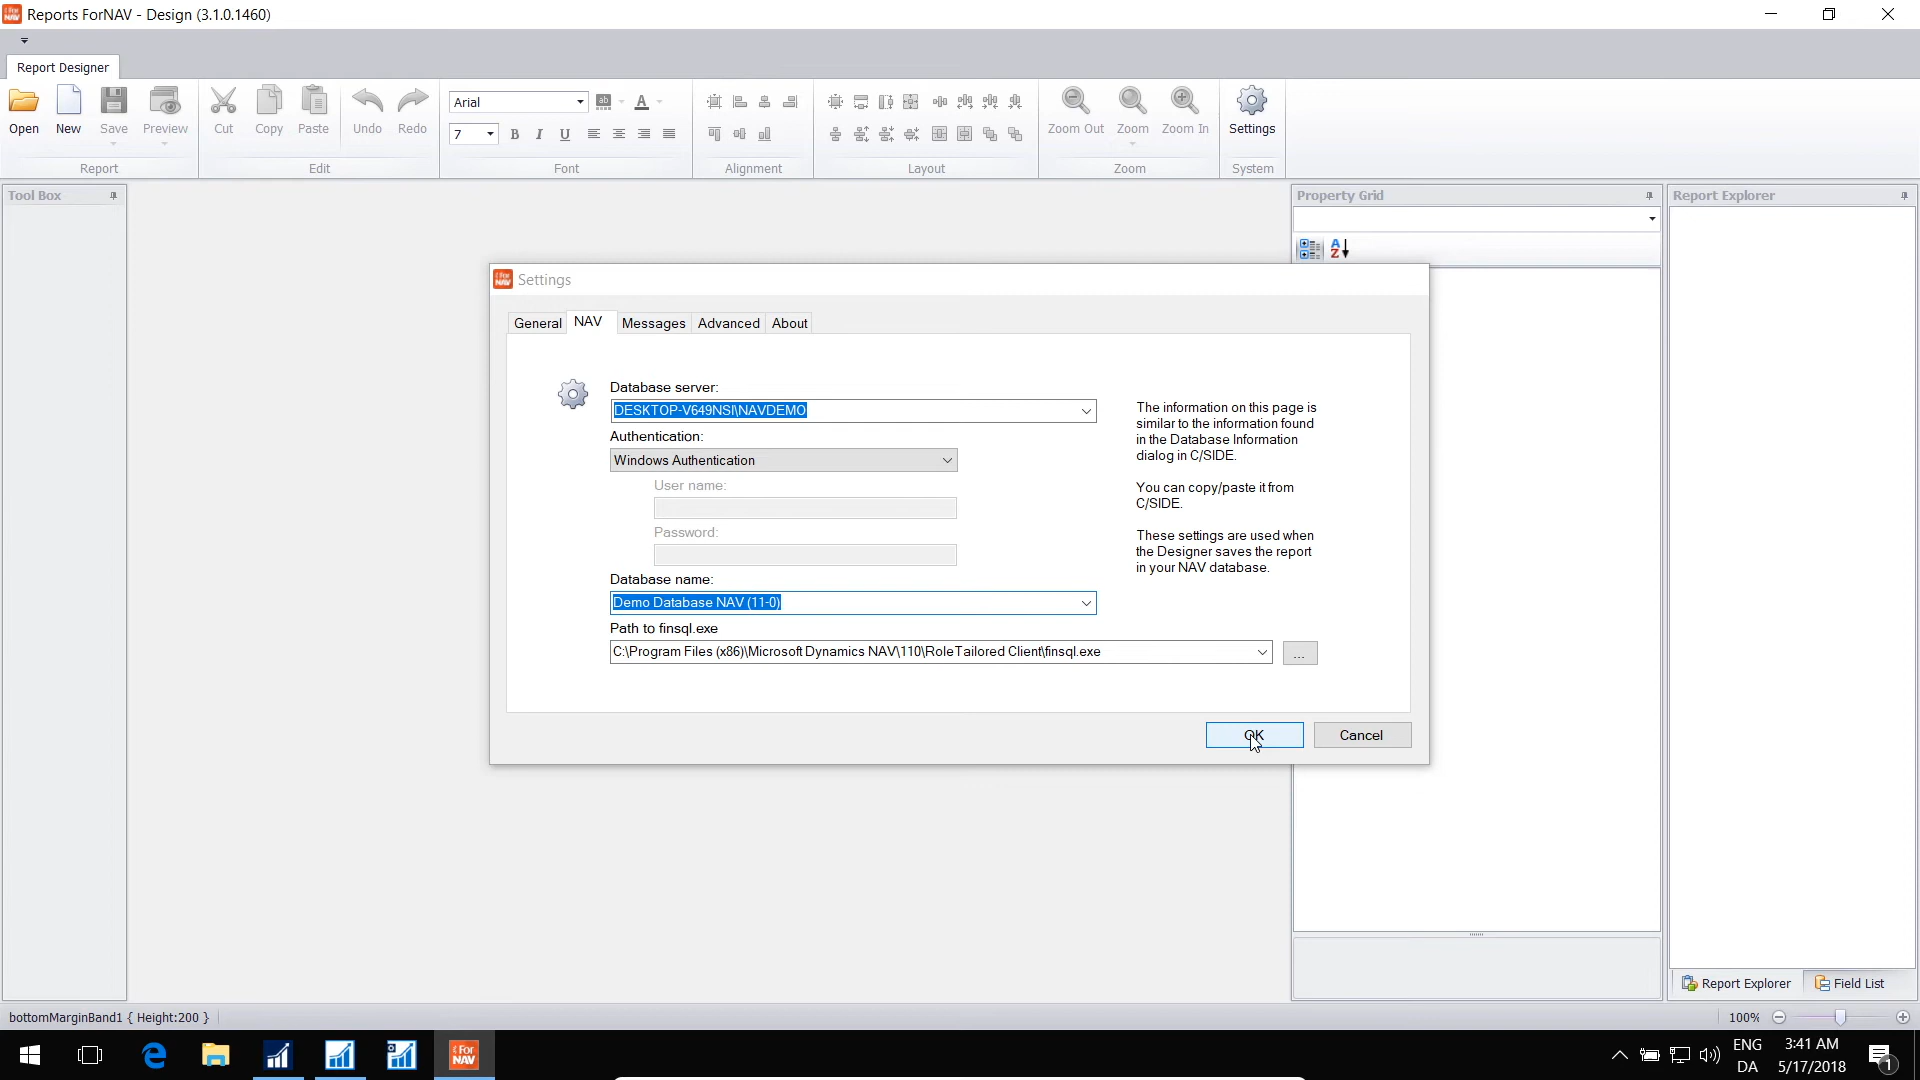 Reports ForNAV - Design (3.1.0.1460)
Report Designer
Open
New
Save
Preview
Cut
Copy
Paste
Undo
Redo
Arial
7
B
I
U
Zoom Out
Zoom
Zoom In
Settings
Report
Edit
Font
Alignment
Layout
Zoom
System
Tool Box
Property Grid
Report Explorer
Settings
General
NAV
Messages
Advanced
About
Database server:
DESKTOP-V649NSI\NAVDEMO
Authentication:
Windows Authentication
User name:
Password:
Database name:
Demo Database NAV (11-0)
Path to finsql.exe
C:\Program Files (x86)\Microsoft Dynamics NAV\110\RoleTailored Client\finsql.exe
...
The information on this page is
similar to the information found
in the Database Information
dialog in C/SIDE.
You can copy/paste it from
C/SIDE.
These settings are used when
the Designer saves the report
in your NAV database.
OK
Cancel
Report Explorer
Field List
bottomMarginBand1 { Height:200 }
100%
For NAV
ENG
DA
3:41 AM
5/17/2018
1